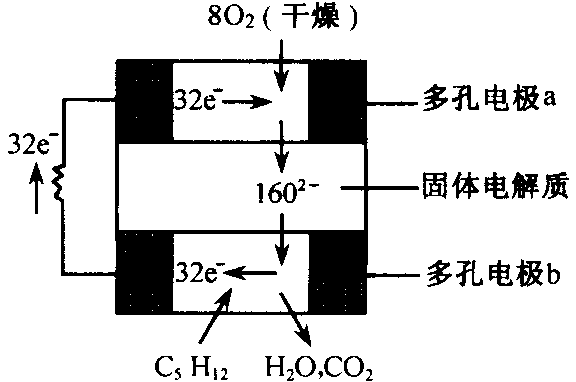 8O₂(干燥)
32e⁻
多孔电极a
32e⁻
16O²⁻
固体电解质
32e⁻
多孔电极b
C₅H₁₂
H₂O,CO₂